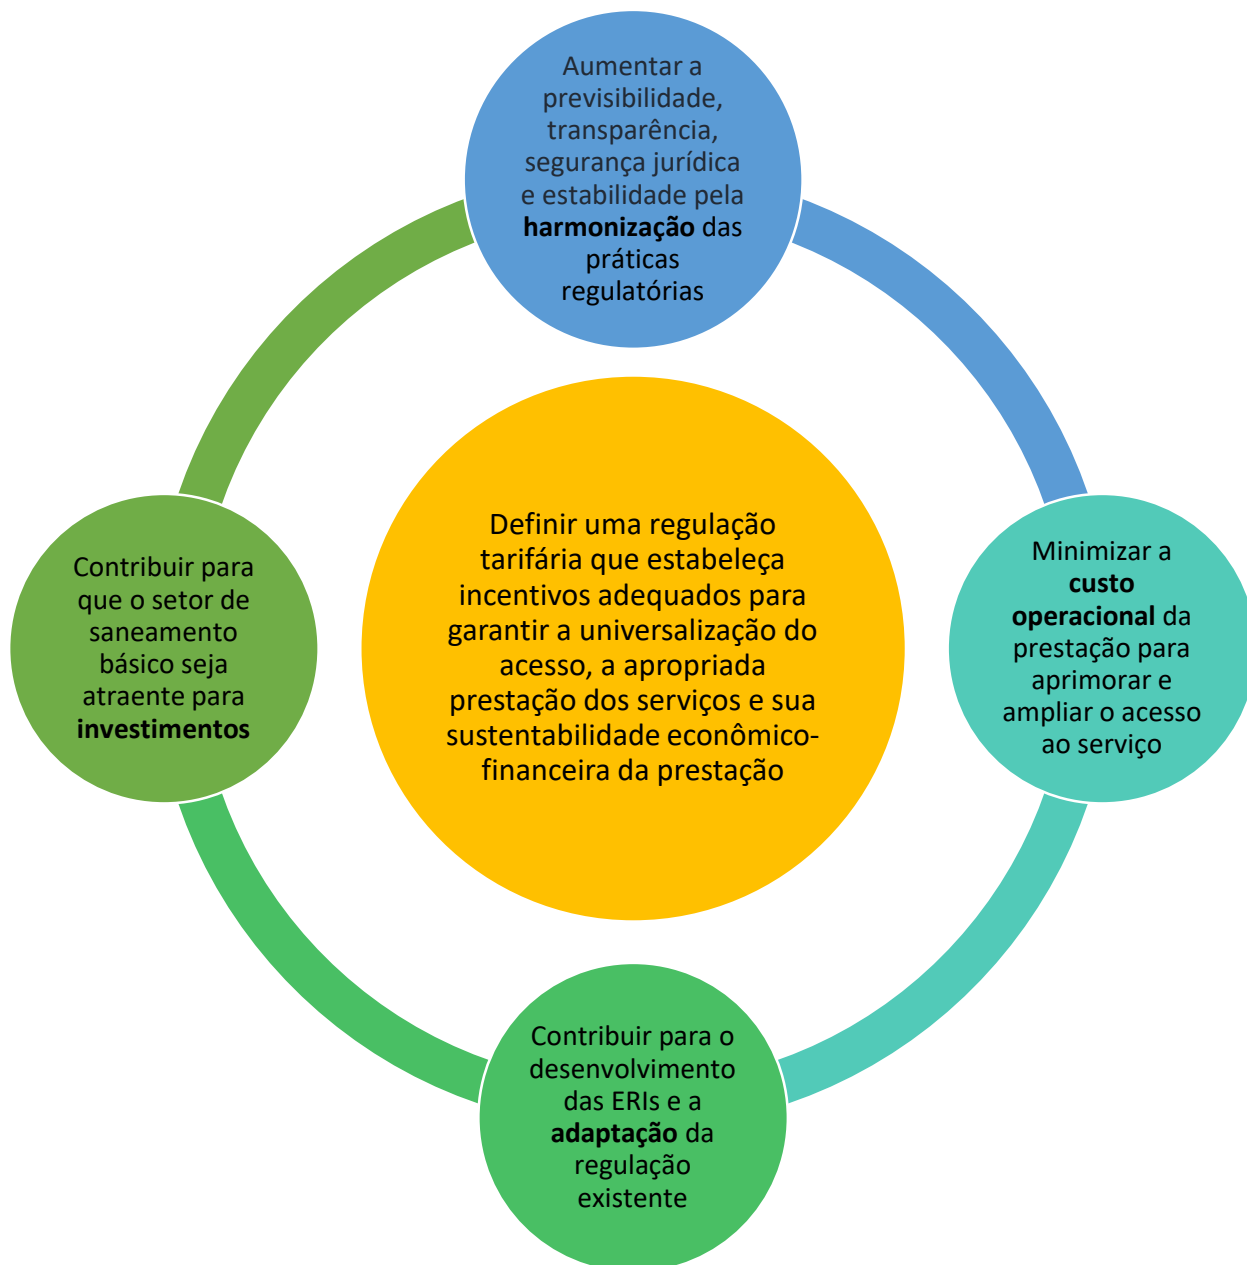 Aumentar a
previsibilidade,
transparência,
segurança jurídica
e estabilidade pela
harmonização das
práticas
regulatórias
Contribuir para
que o setor de
saneamento
básico seja
atraente para
investimentos
Definir uma regulação
tarifária que estabeleça
incentivos adequados para
garantir a universalização do
acesso, a apropriada
prestação dos serviços e sua
sustentabilidade econômico-
financeira da prestação
Minimizar a
custo
operacional da
prestação para
aprimorar e
ampliar o acesso
ao serviço
Contribuir para o
desenvolvimento
das ERIs e a
adaptação da
regulação
existente